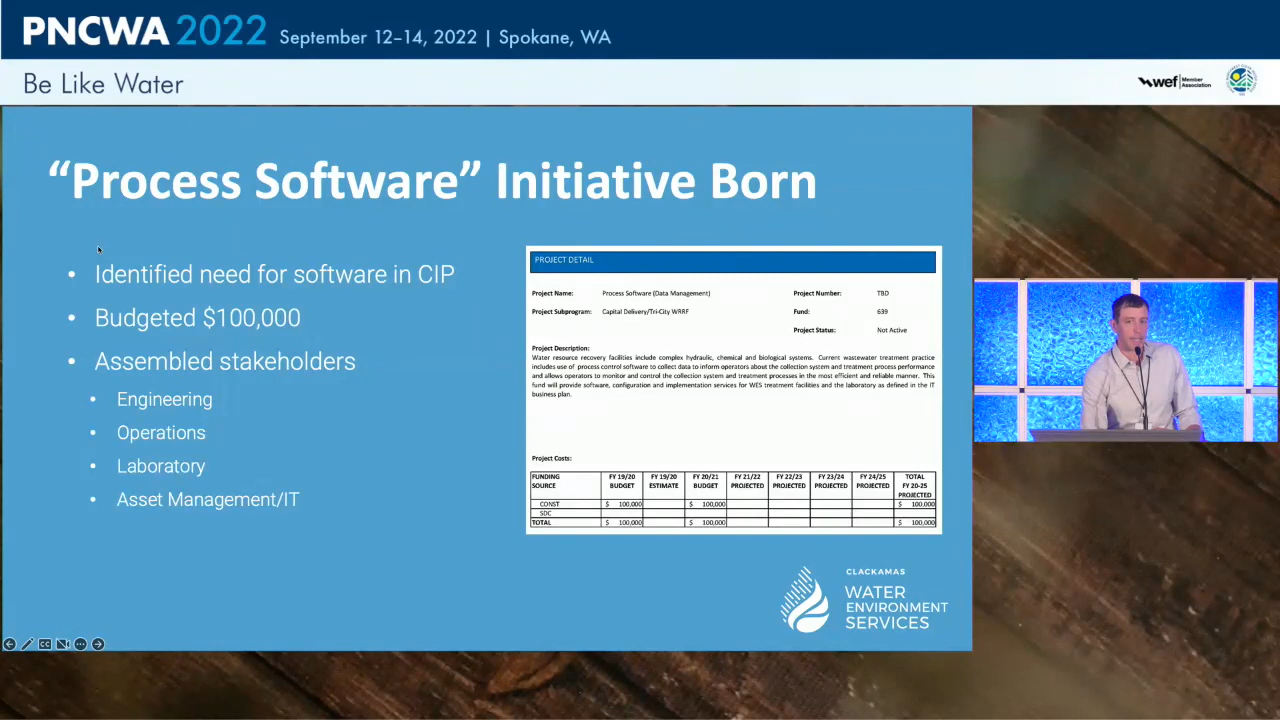 PNCWA 2022 September 12–14, 2022 | Spokane, WA
Be Like Water
wef Member Association
“Process Software” Initiative Born
• Identified need for software in CIP
• Budgeted $100,000
• Assembled stakeholders
• Engineering
• Operations
• Laboratory
• Asset Management/IT
PROJECT DETAIL
Project Name: Process Software (Data Management) Project Number: TBD
Project Subprogram: Capital Delivery/Tri-City WRRF Fund: 639
Project Status: Not Active
Project Description:
Water resource recovery facilities include complex hydraulic, chemical and biological systems. Current wastewater treatment practice
includes use of process control software to collect data to inform operators about the collection system and treatment process performance
and allows operators to monitor and control the collection system and treatment processes in the most efficient and reliable manner. This
fund will provide software, configuration and implementation services for WES treatment facilities and the laboratory as defined in the IT
business plan.
Project Costs:
FUNDING SOURCE FY 19/20 BUDGET FY 19/20 ESTIMATE FY 20/21 BUDGET FY 21/22 PROJECTED FY 22/23 PROJECTED FY 23/24 PROJECTED FY 24/25 PROJECTED TOTAL FY 20-25 PROJECTED
CONST $ 100,000 $ 100,000 $ 100,000
SDC
TOTAL $ 100,000 $ 100,000 $ 100,000
CLACKAMAS
WATER
ENVIRONMENT
SERVICES
CC